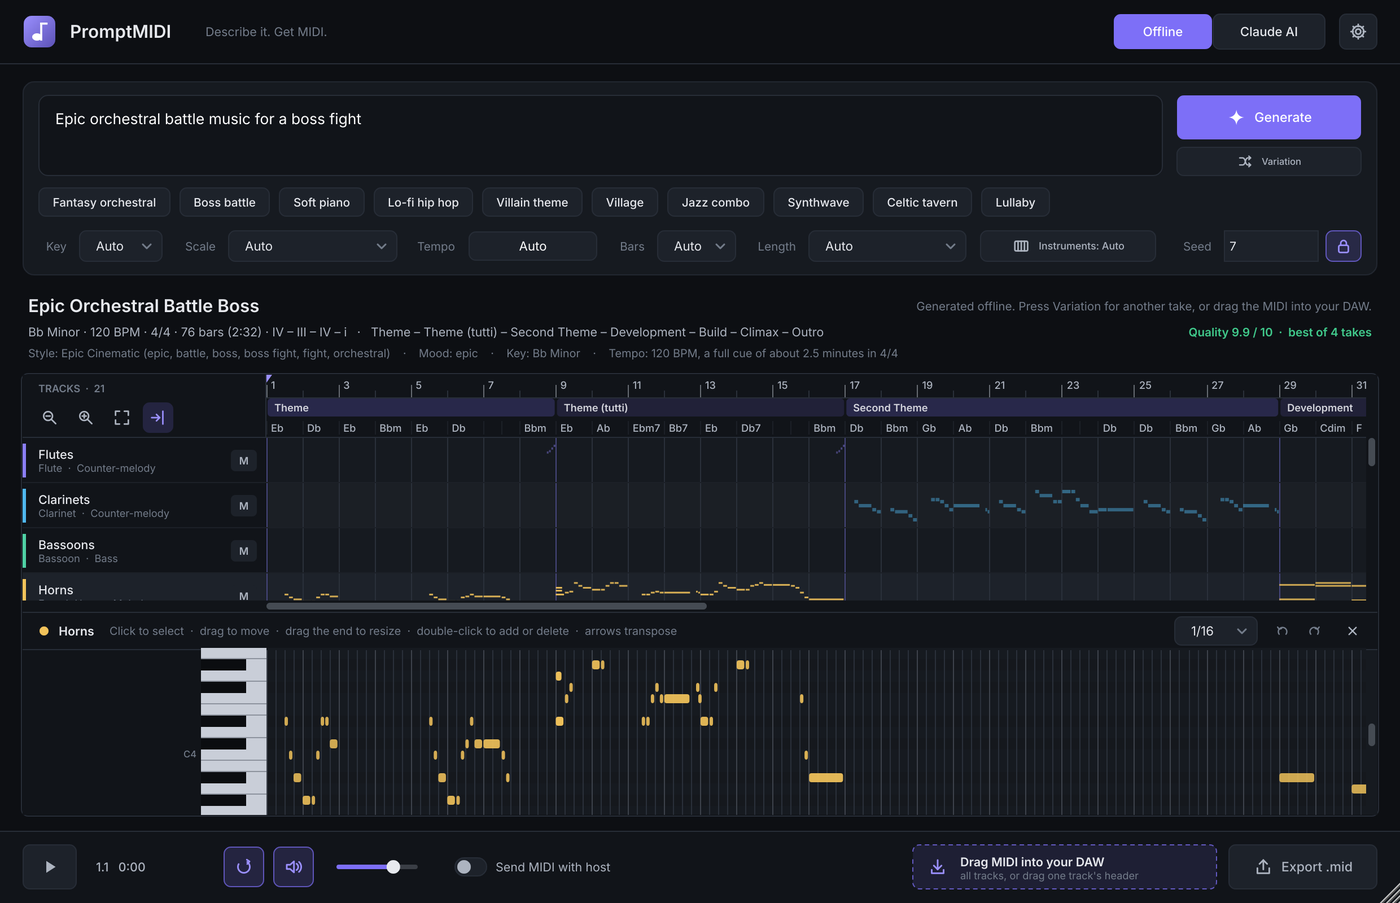 PromptMIDI Describe it. Get MIDI. Offline Claude AI
Epic orchestral battle music for a boss fight
Generate
Variation
Fantasy orchestral Boss battle Soft piano Lo-fi hip hop Villain theme Village Jazz combo Synthwave Celtic tavern Lullaby
Key Auto Scale Auto Tempo Auto Bars Auto Length Auto Instruments: Auto Seed 7
Epic Orchestral Battle Boss
Generated offline. Press Variation for another take, or drag the MIDI into your DAW.
Bb Minor · 120 BPM · 4/4 · 76 bars (2:32) · IV – III – IV – i · Theme – Theme (tutti) – Second Theme – Development – Build – Climax – Outro
Quality 9.9 / 10 · best of 4 takes
Style: Epic Cinematic (epic, battle, boss, boss fight, fight, orchestral) · Mood: epic · Key: Bb Minor · Tempo: 120 BPM, a full cue of about 2.5 minutes in 4/4
TRACKS · 21
1 3 5 7 9 11 13 15 17 19 21 23 25 27 29 31
Theme Theme (tutti) Second Theme Development
Eb Db Eb Bbm Eb Db Bbm Eb Ab Ebm7 Bb7 Eb Db7 Bbm Db Bbm Gb Ab Db Bbm Db Db Bbm Gb Ab Gb Cdim F
Flutes
Flute · Counter-melody
M
Clarinets
Clarinet · Counter-melody
M
Bassoons
Bassoon · Bass
M
Horns
M
Horns Click to select · drag to move · drag the end to resize · double-click to add or delete · arrows transpose 1/16
C4
1.1 0:00 Send MIDI with host
Drag MIDI into your DAW
all tracks, or drag one track's header
Export .mid